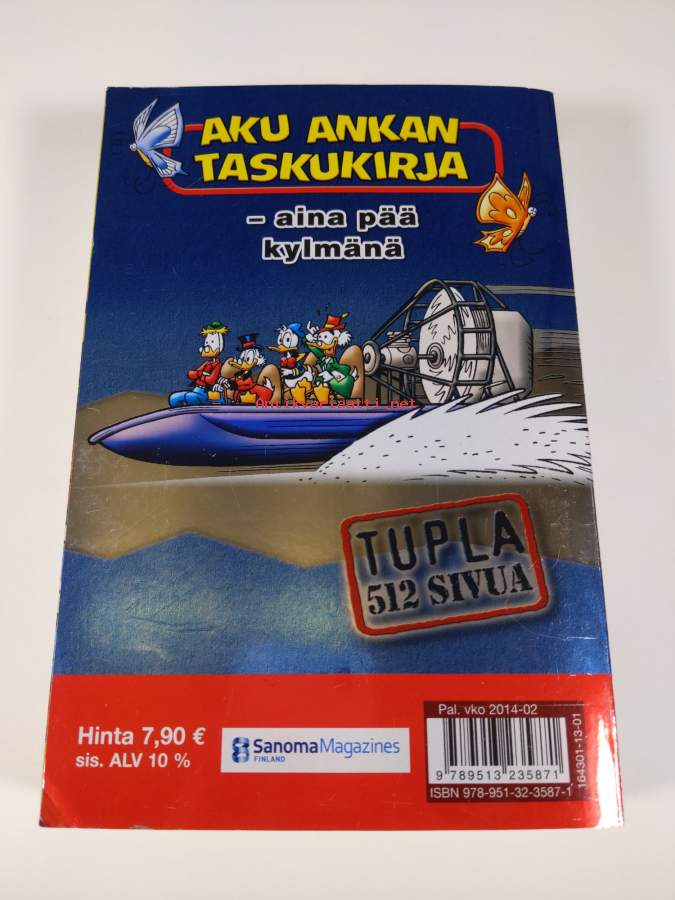 AKU ANKAN
TASKUKIRJA
– aina pää
kylmänä
Antikvariaatti.net
TUPLA
512 SIVUA
Hinta 7,90 €
sis. ALV 10 %
SanomaMagazines
FINLAND
Pal. vko 2014-02
9 789513 235871
ISBN 978-951-32-3587-1
164301-13-01